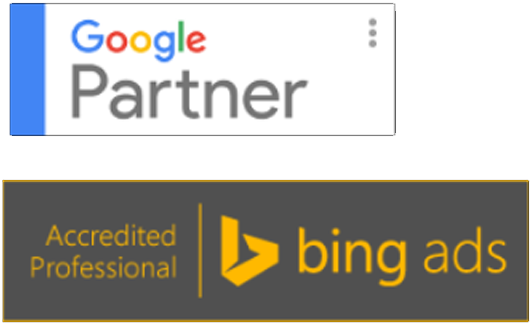 Google
Partner
Accredited
Professional
bing ads